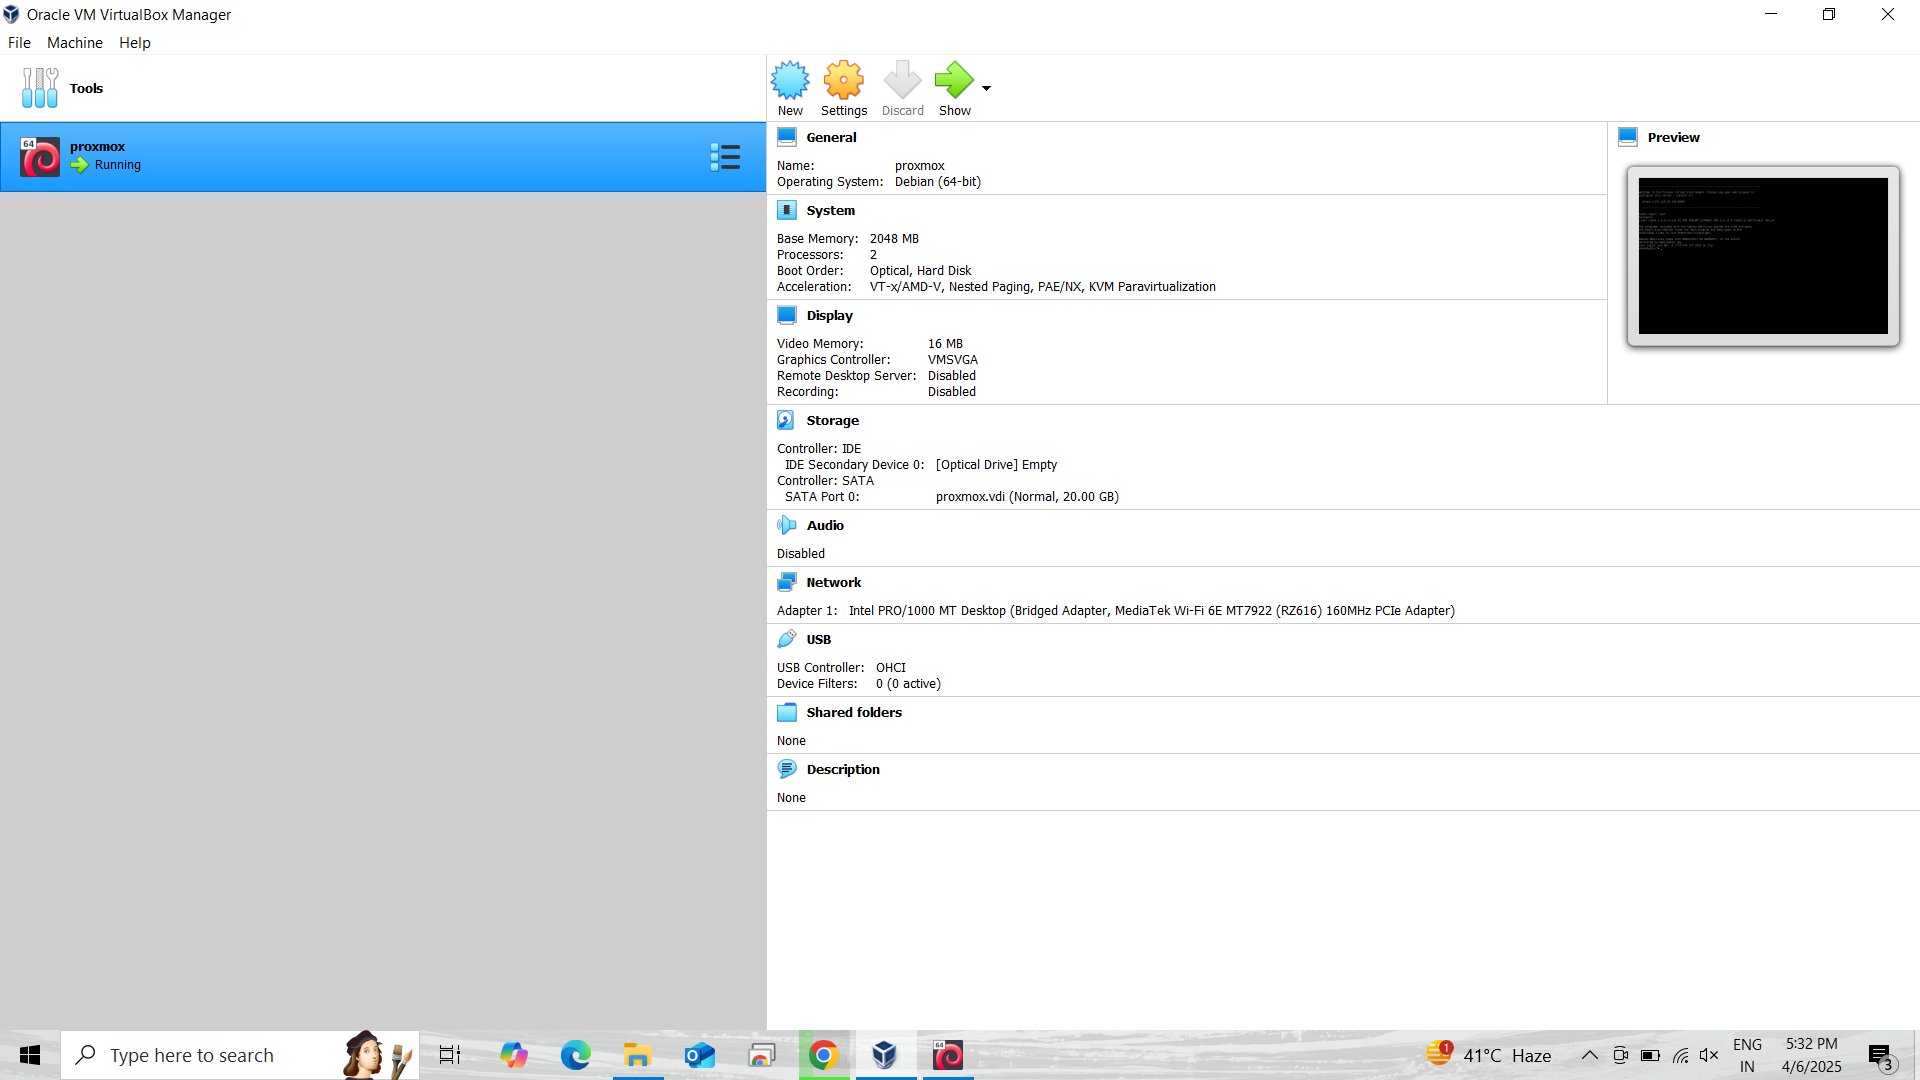 Oracle VM VirtualBox Manager
File Machine Help
Tools
64
proxmox
Running
New Settings Discard Show
General
Name: proxmox
Operating System: Debian (64-bit)
System
Base Memory: 2048 MB
Processors: 2
Boot Order: Optical, Hard Disk
Acceleration: VT-x/AMD-V, Nested Paging, PAE/NX, KVM Paravirtualization
Display
Video Memory: 16 MB
Graphics Controller: VMSVGA
Remote Desktop Server: Disabled
Recording: Disabled
Preview
Storage
Controller: IDE
IDE Secondary Device 0: [Optical Drive] Empty
Controller: SATA
SATA Port 0: proxmox.vdi (Normal, 20.00 GB)
Audio
Disabled
Network
Adapter 1: Intel PRO/1000 MT Desktop (Bridged Adapter, MediaTek Wi-Fi 6E MT7922 (RZ616) 160MHz PCIe Adapter)
USB
USB Controller: OHCI
Device Filters: 0 (0 active)
Shared folders
None
Description
None
Type here to search
64
1
41°C Haze
ENG
IN
5:32 PM
4/6/2025
3